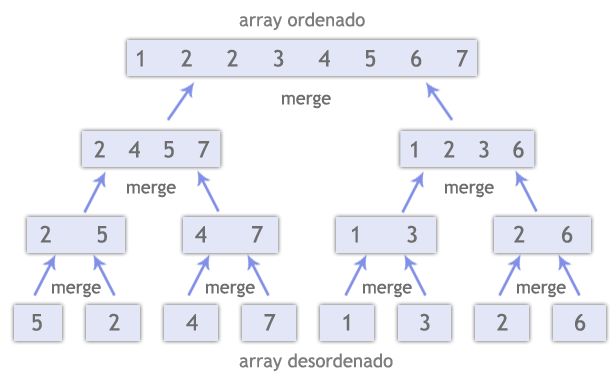 array ordenado
1 2 2 3 4 5 6 7
merge
2 4 5 7 1 2 3 6
merge merge
2 5 4 7 1 3 2 6
merge merge merge merge
5 2 4 7 1 3 2 6
array desordenado